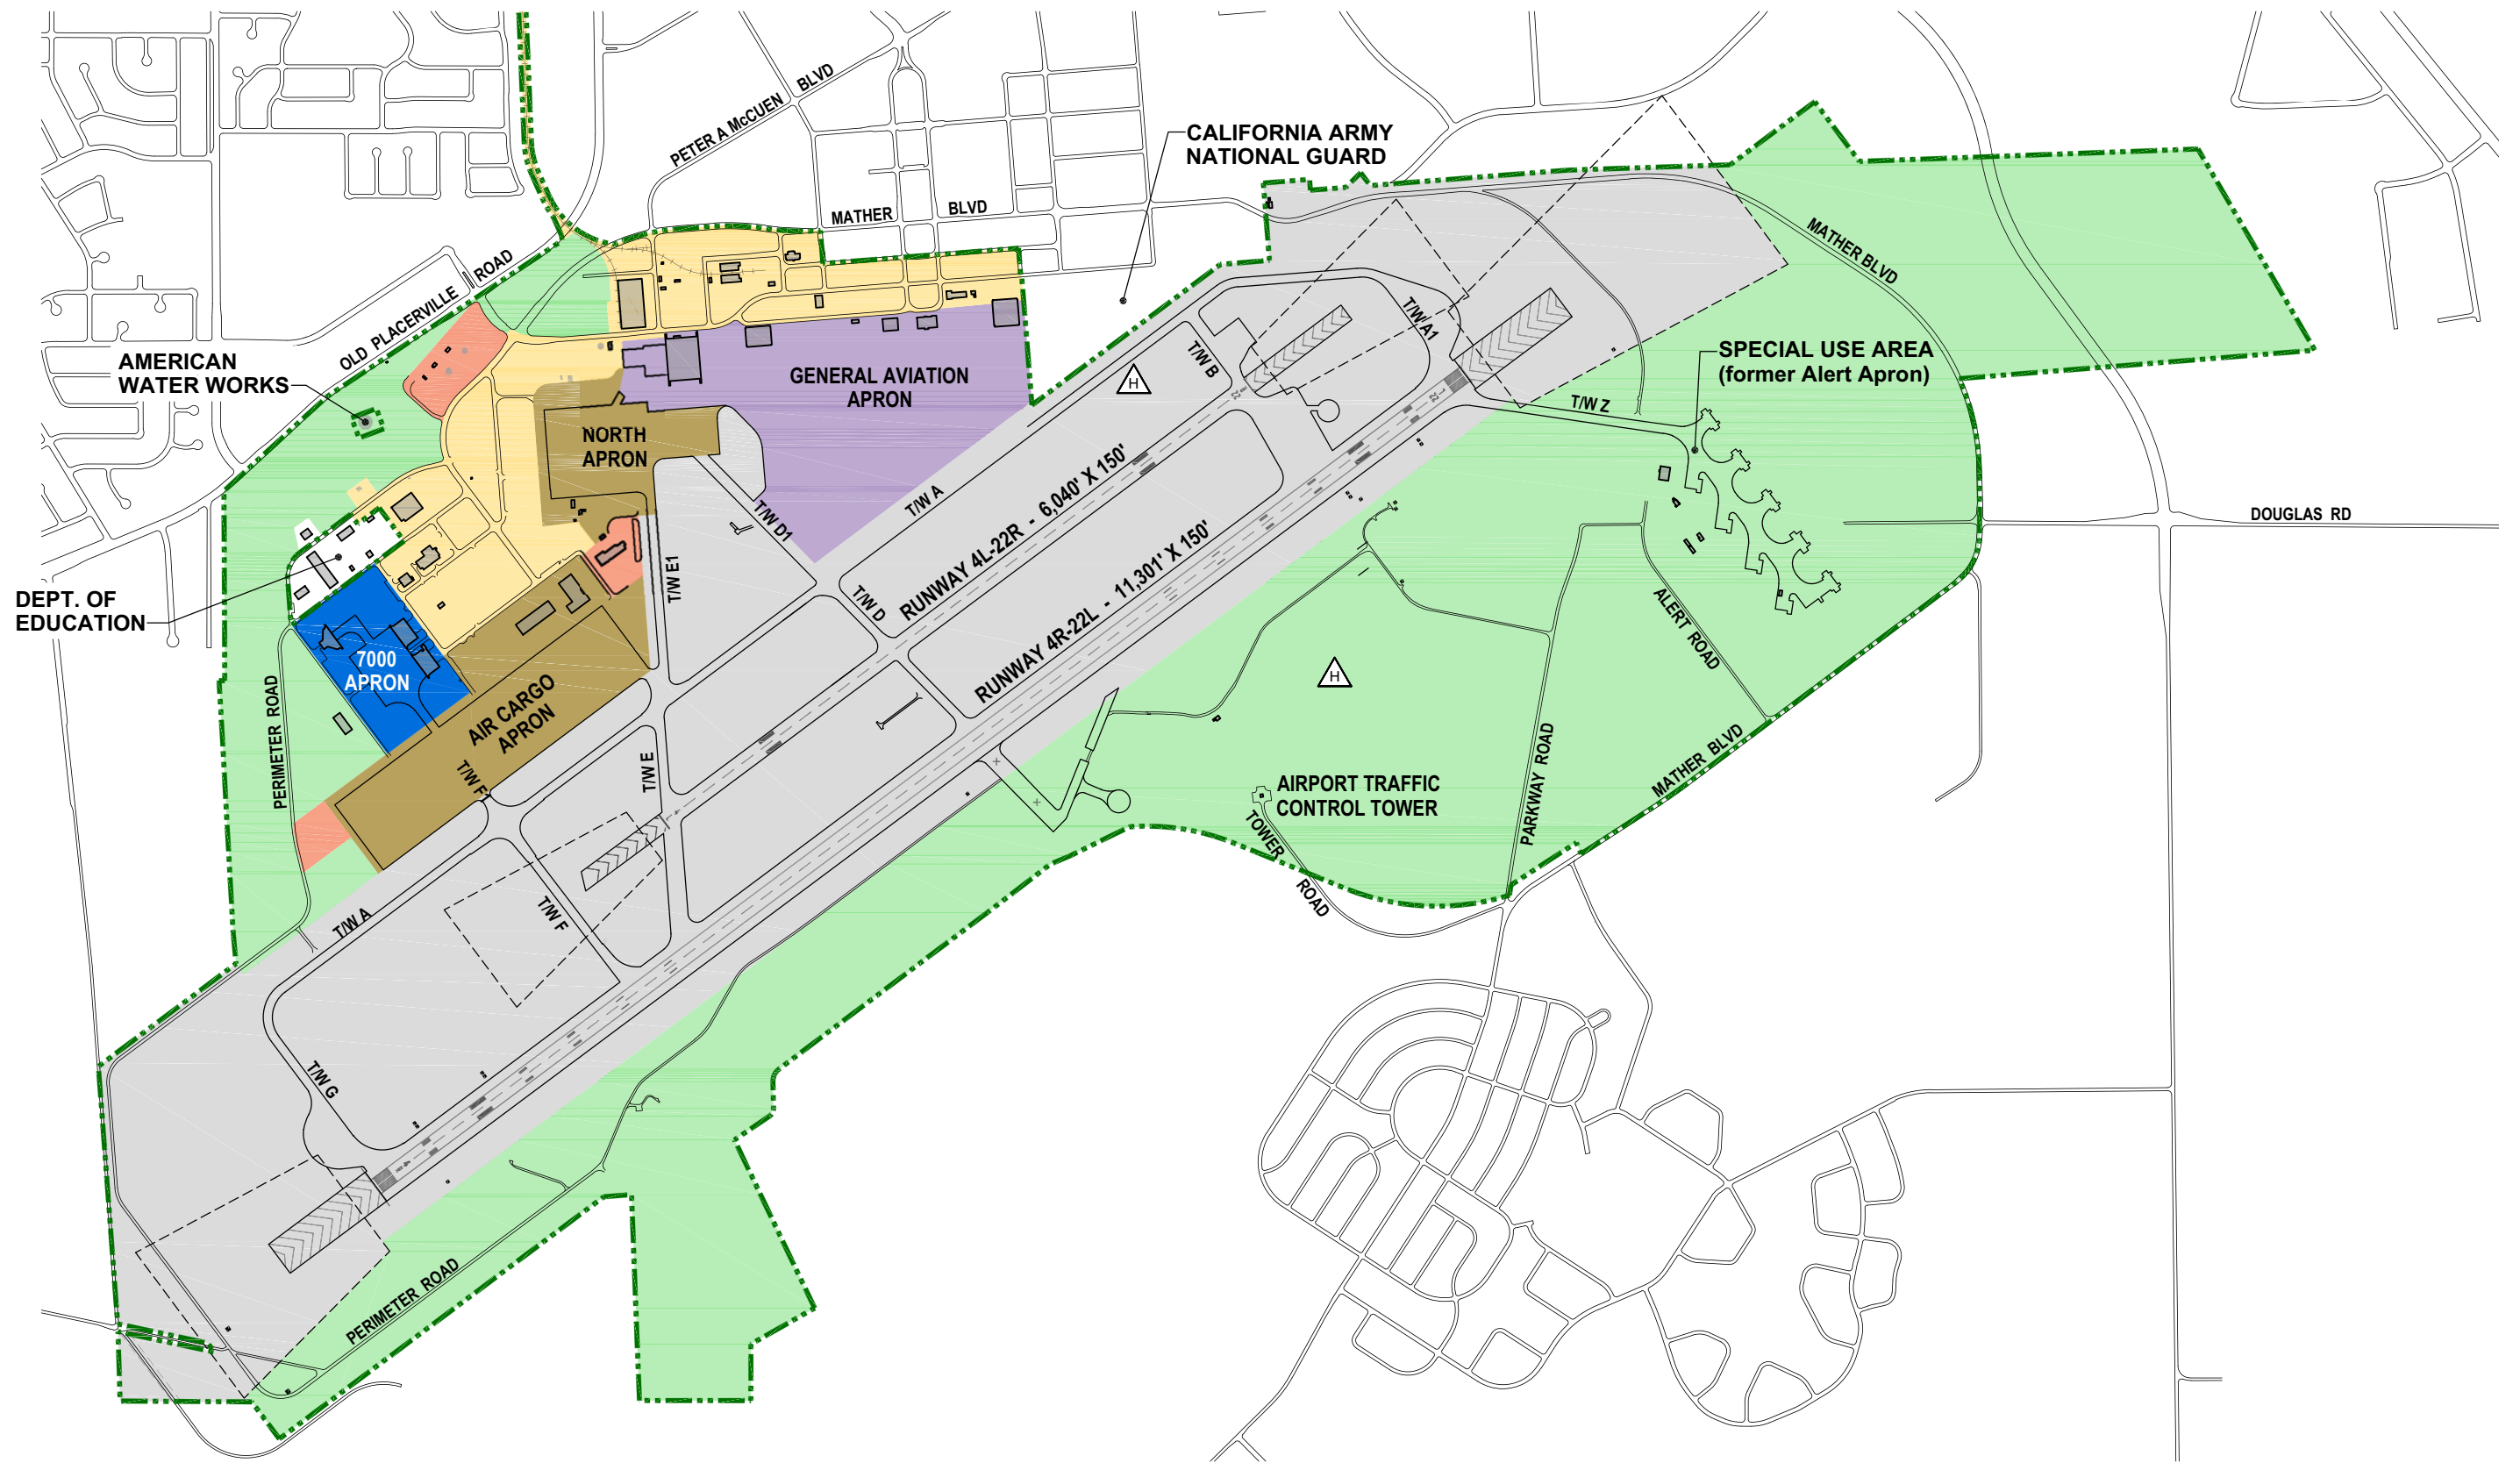 PETER A McCUEN BLVD
CALIFORNIA ARMY
NATIONAL GUARD
MATHER BLVD
OLD PLACERVILLE ROAD
MATHER BLVD
AMERICAN
WATER WORKS
SPECIAL USE AREA
(former Alert Apron)
GENERAL AVIATION
APRON
H
T/W A1
T/W B
T/W Z
NORTH
APRON
T/W A
RUNWAY 4L-22R - 6,040' X 150'
T/W D1
DOUGLAS RD
T/W E1
T/W D
RUNWAY 4R-22L - 11,301' X 150'
DEPT. OF
EDUCATION
7000
APRON
ALERT ROAD
H
PERIMETER ROAD
AIR CARGO
APRON
T/W F1
T/W E
AIRPORT TRAFFIC
CONTROL TOWER
TOWER ROAD
PARKWAY ROAD
MATHER BLVD
T/W A
T/W F
T/W G
PERIMETER ROAD